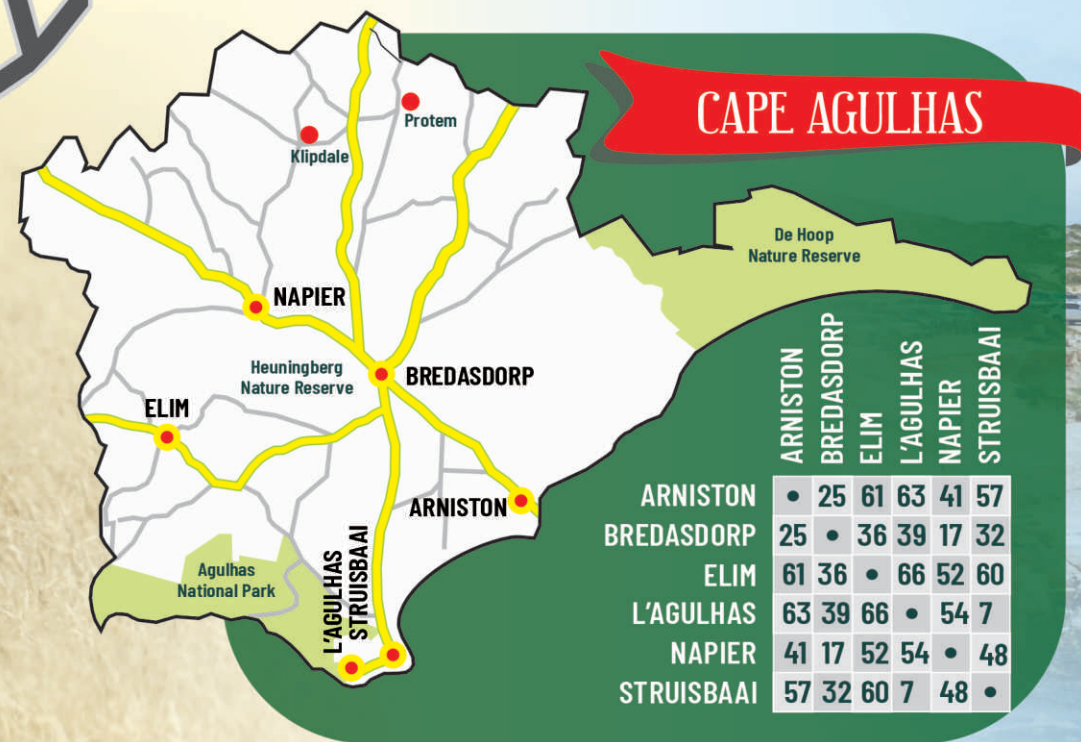 CAPE AGULHAS
Protem
Klipdale
De Hoop
Nature Reserve
NAPIER
Heuningberg
Nature Reserve
BREDASDORP
ELIM
ARNISTON
Agulhas
National Park
L'AGULHAS
STRUISBAAI
ARNISTON
BREDASDORP
ELIM
L'AGULHAS
NAPIER
STRUISBAAI
ARNISTON • 25 61 63 41 57
BREDASDORP 25 • 36 39 17 32
ELIM 61 36 • 66 52 60
L'AGULHAS 63 39 66 • 54 7
NAPIER 41 17 52 54 • 48
STRUISBAAI 57 32 60 7 48 •